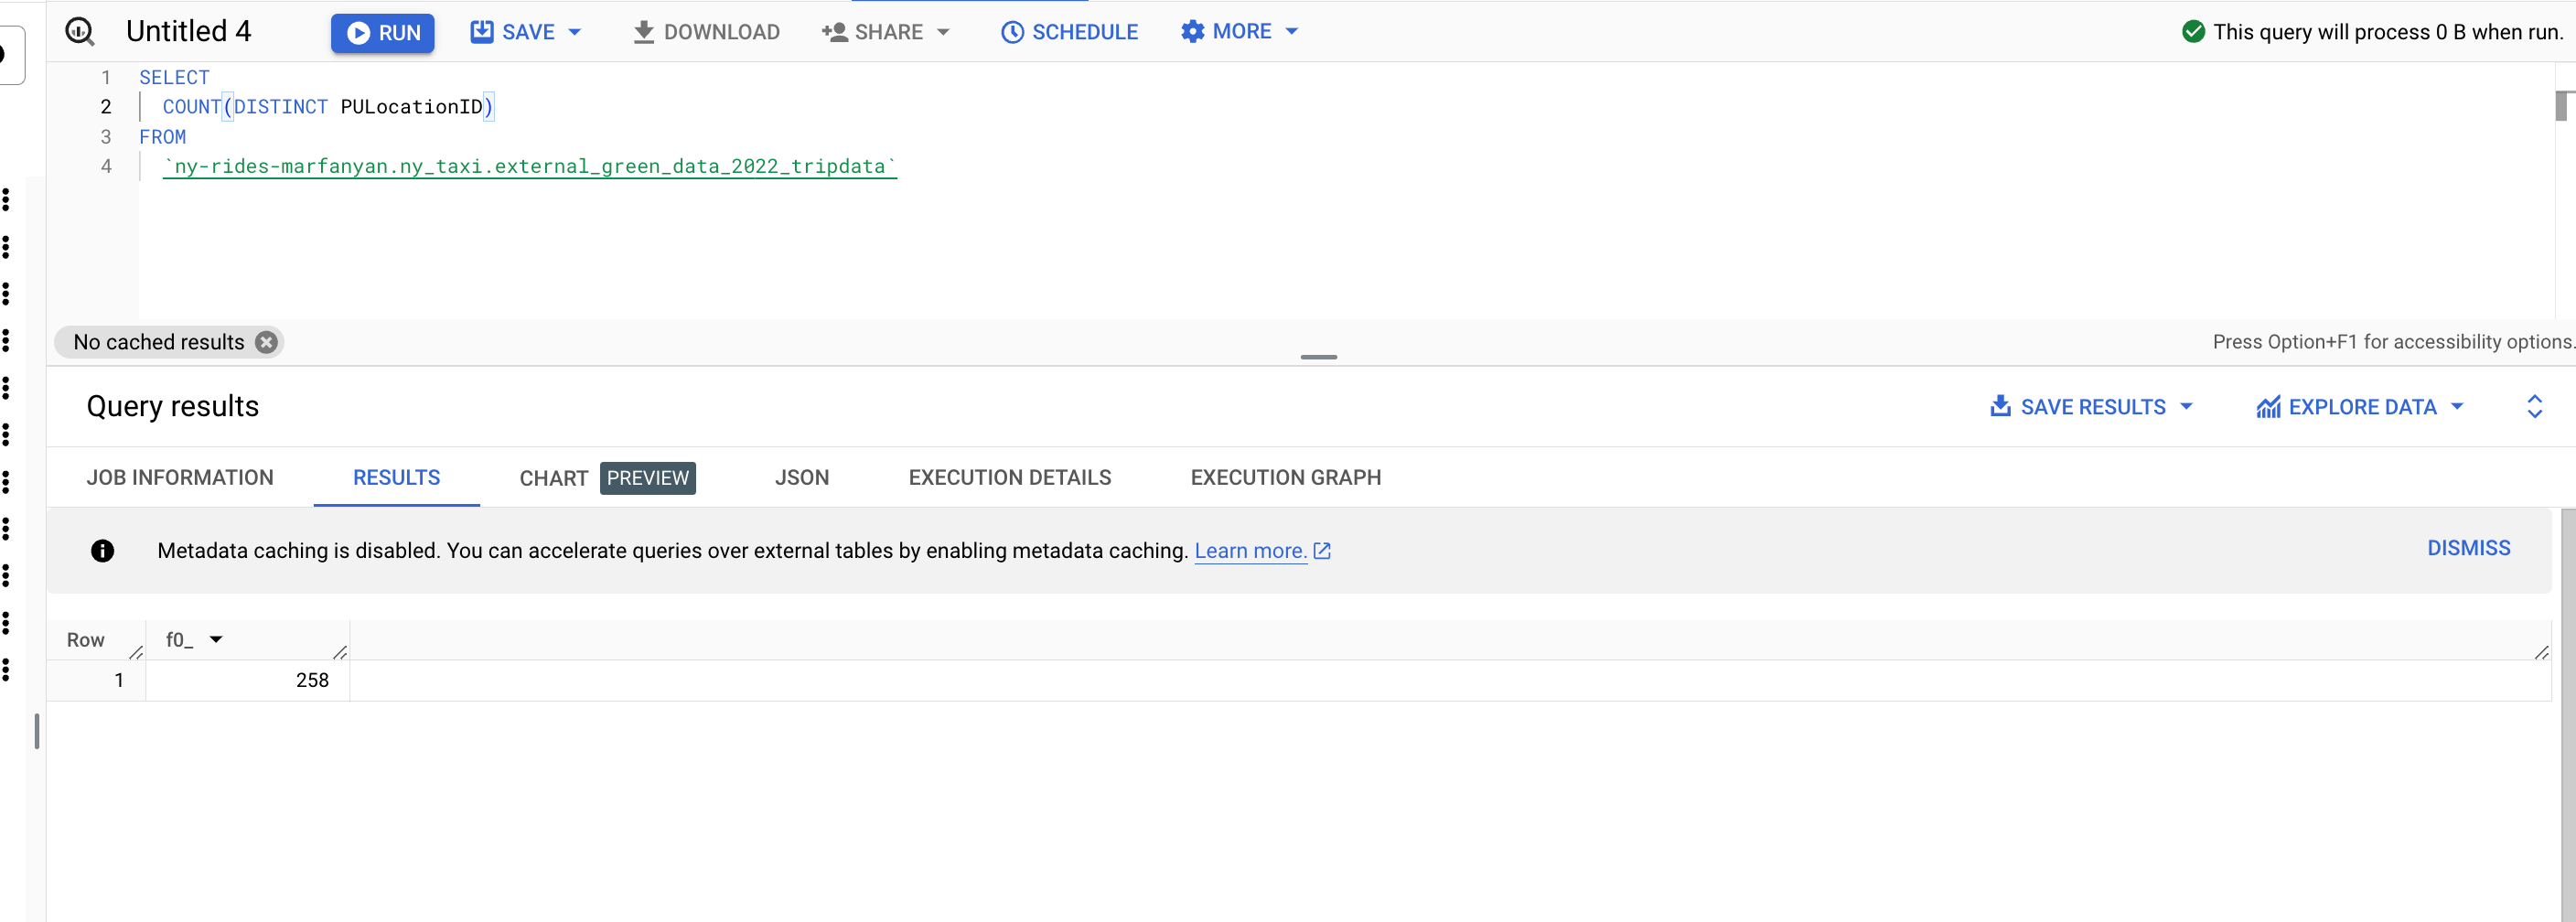 Untitled 4 RUN SAVE DOWNLOAD SHARE SCHEDULE MORE This query will process 0 B when run.
1 SELECT
2 COUNT(DISTINCT PULocationID)
3 FROM
4 `ny-rides-marfanyan.ny_taxi.external_green_data_2022_tripdata`
No cached results Press Option+F1 for accessibility options.
Query results SAVE RESULTS EXPLORE DATA
JOB INFORMATION RESULTS CHART PREVIEW JSON EXECUTION DETAILS EXECUTION GRAPH
Metadata caching is disabled. You can accelerate queries over external tables by enabling metadata caching. Learn more. DISMISS
Row f0_
1 258